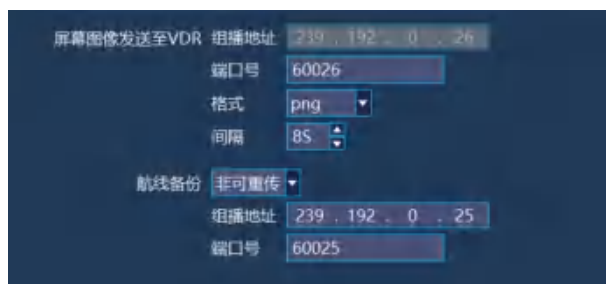 屏幕图像发送至VDR 组播地址 239 . 192 . 0 . 26
端口号 60026
格式 png
间隔 8S
航线备份 非可重传
组播地址 239 . 192 . 0 . 25
端口号 60025